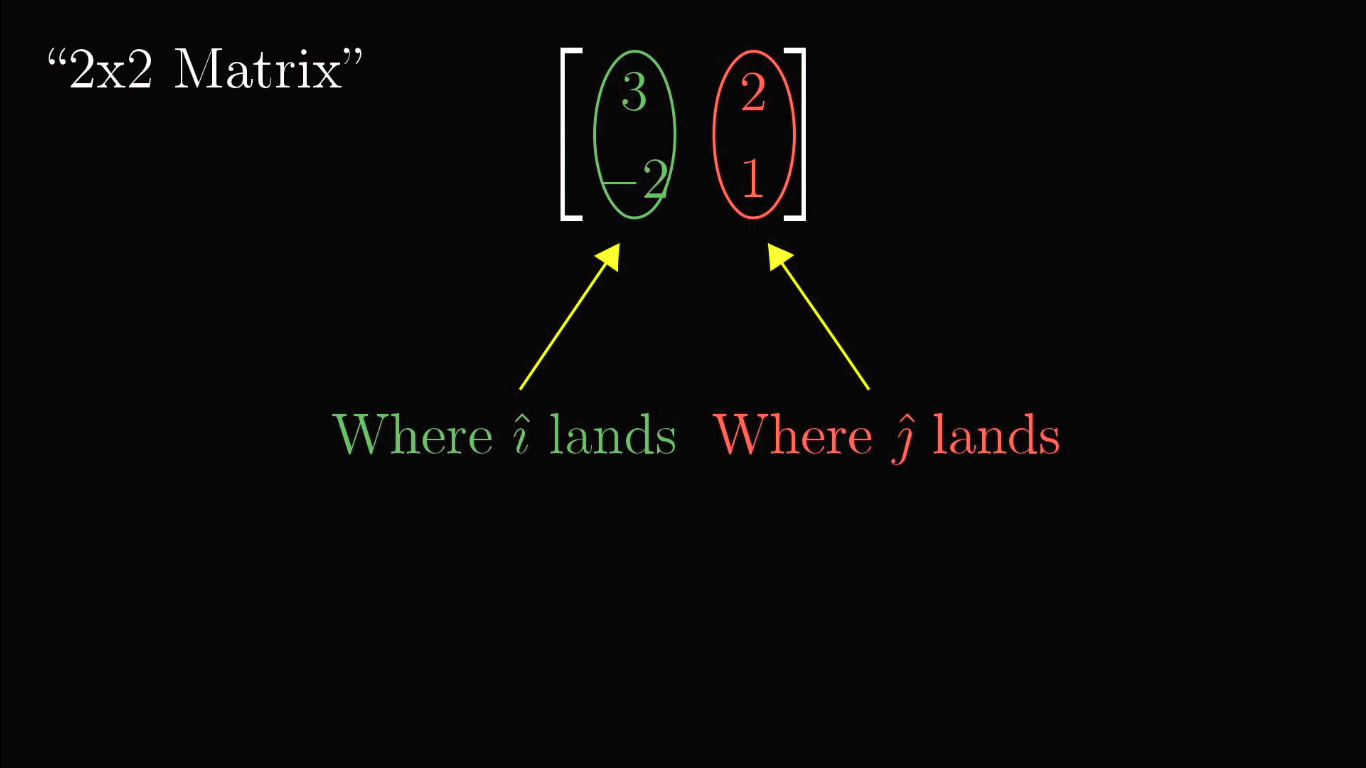 “2x2 Matrix”
3 2
−2 1
Where î lands Where ĵ lands